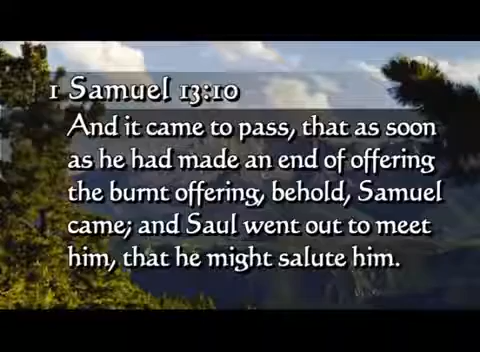 1 Samuel 13:10
And it came to pass, that as soon
as he had made an end of offering
the burnt offering, behold, Samuel
came; and Saul went out to meet
him, that he might salute him.